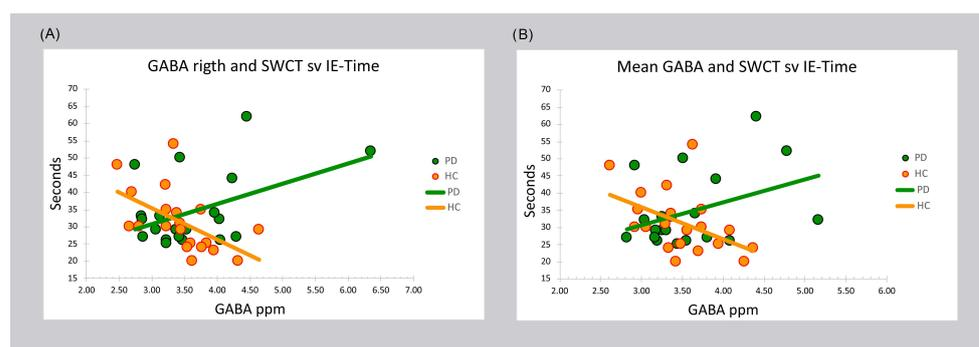 (A)
GABA rigth and SWCT sv IE-Time
70
65
60
55
50
45
40
35
30
25
20
15
Seconds
2.00 2.50 3.00 3.50 4.00 4.50 5.00 5.50 6.00 6.50 7.00
GABA ppm
PD
HC
PD
HC
(B)
Mean GABA and SWCT sv IE-Time
70
65
60
55
50
45
40
35
30
25
20
15
Seconds
2.00 2.50 3.00 3.50 4.00 4.50 5.00 5.50 6.00
GABA ppm
PD
HC
PD
HC